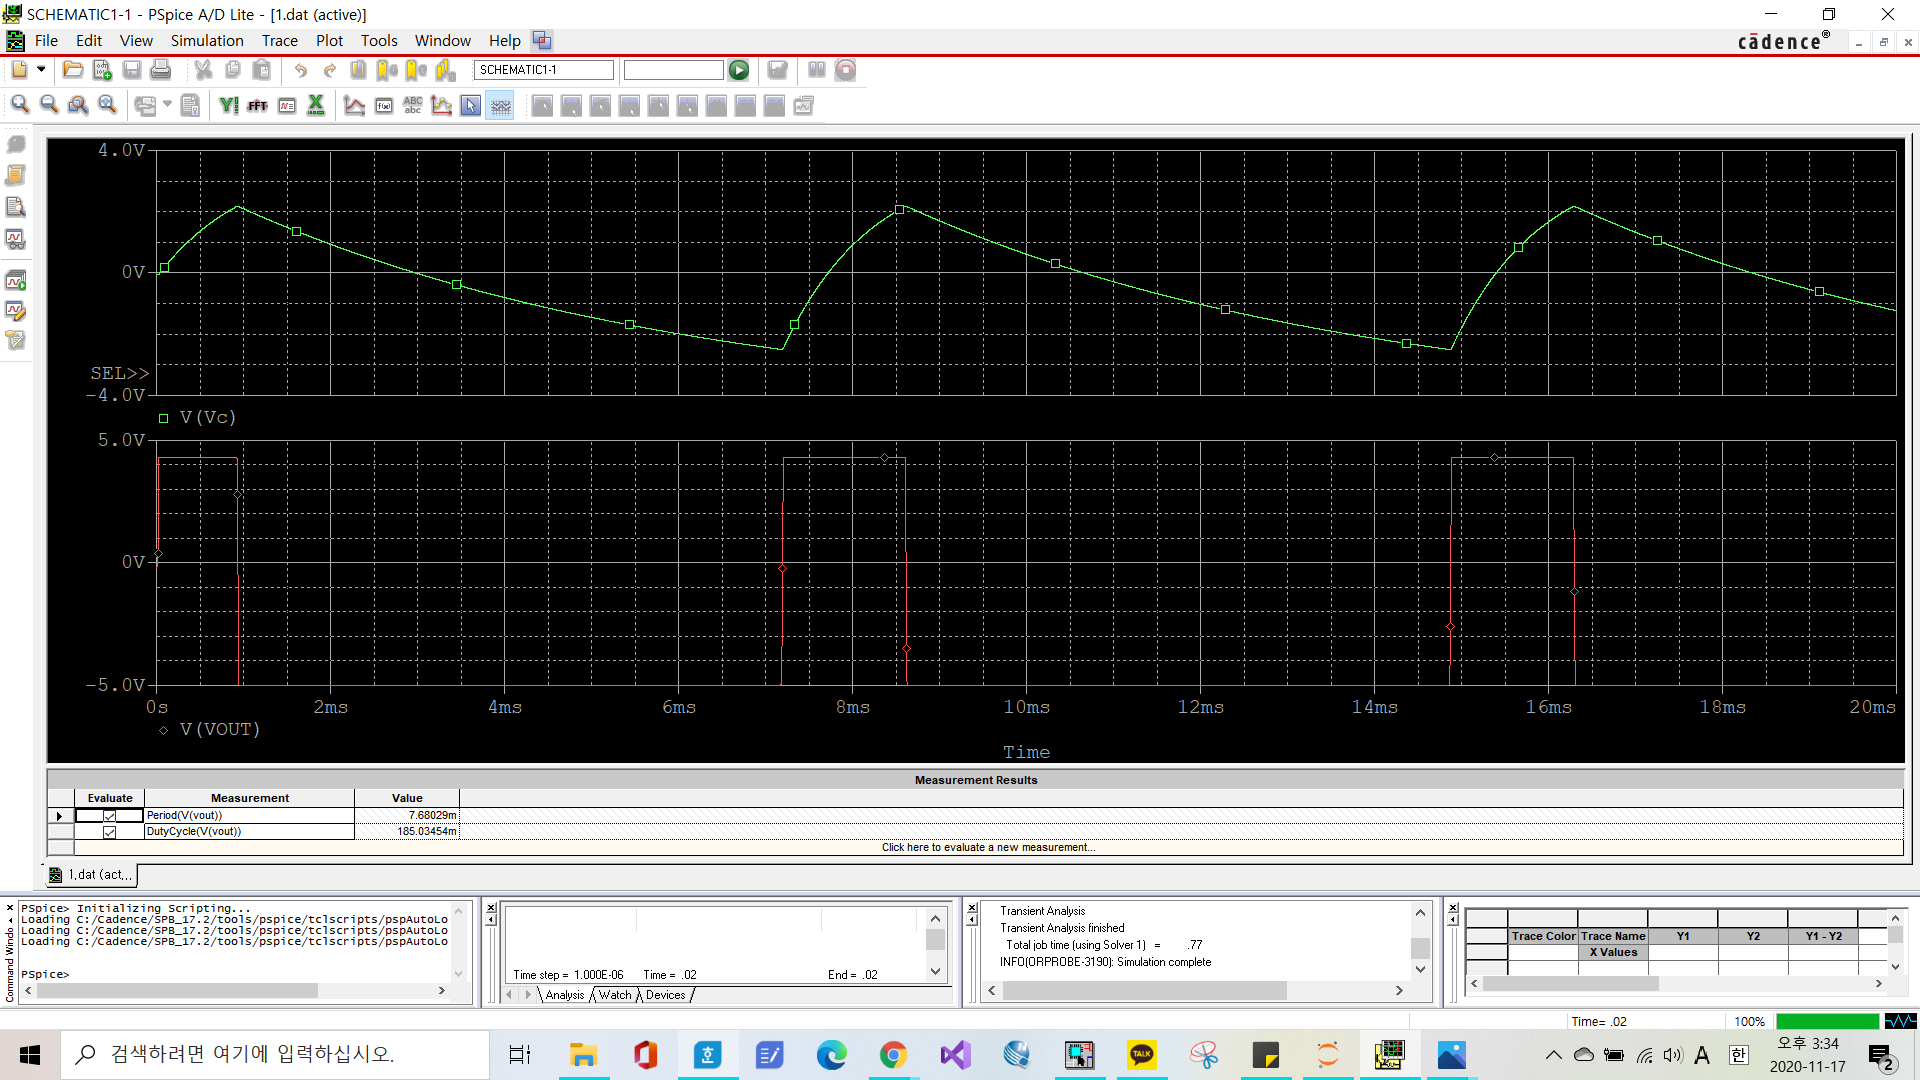 SCHEMATIC1-1 - PSpice A/D Lite - [1.dat (active)]
File Edit View Simulation Trace Plot Tools Window Help
cādence®
SCHEMATIC1-1
FFT
ABC
abc
4.0V
0V
SEL>>
-4.0V
V(Vc)
5.0V
0V
-5.0V
0s 2ms 4ms 6ms 8ms 10ms 12ms 14ms 16ms 18ms 20ms
V(VOUT)
Time
Measurement Results
Evaluate Measurement Value
Period(V(vout)) 7.68029m
DutyCycle(V(vout)) 185.03454m
Click here to evaluate a new measurement...
1.dat (act...
Command Windo
PSpice> Initializing Scripting...
Loading C:/Cadence/SPB_17.2/tools/pspice/tclscripts/pspAutoLo
Loading C:/Cadence/SPB_17.2/tools/pspice/tclscripts/pspAutoLo
Loading C:/Cadence/SPB_17.2/tools/pspice/tclscripts/pspAutoLo
PSpice>
Time step = 1.000E-06 Time = .02 End = .02
Analysis Watch Devices
Transient Analysis
Transient Analysis finished
Total job time (using Solver 1) = .77
INFO(ORPROBE-3190): Simulation complete
Trace Color Trace Name Y1 Y2 Y1 - Y2
X Values
Time= .02 100%
검색하려면 여기에 입력하십시오.
TALK
A 한
오후 3:34
2020-11-17
2